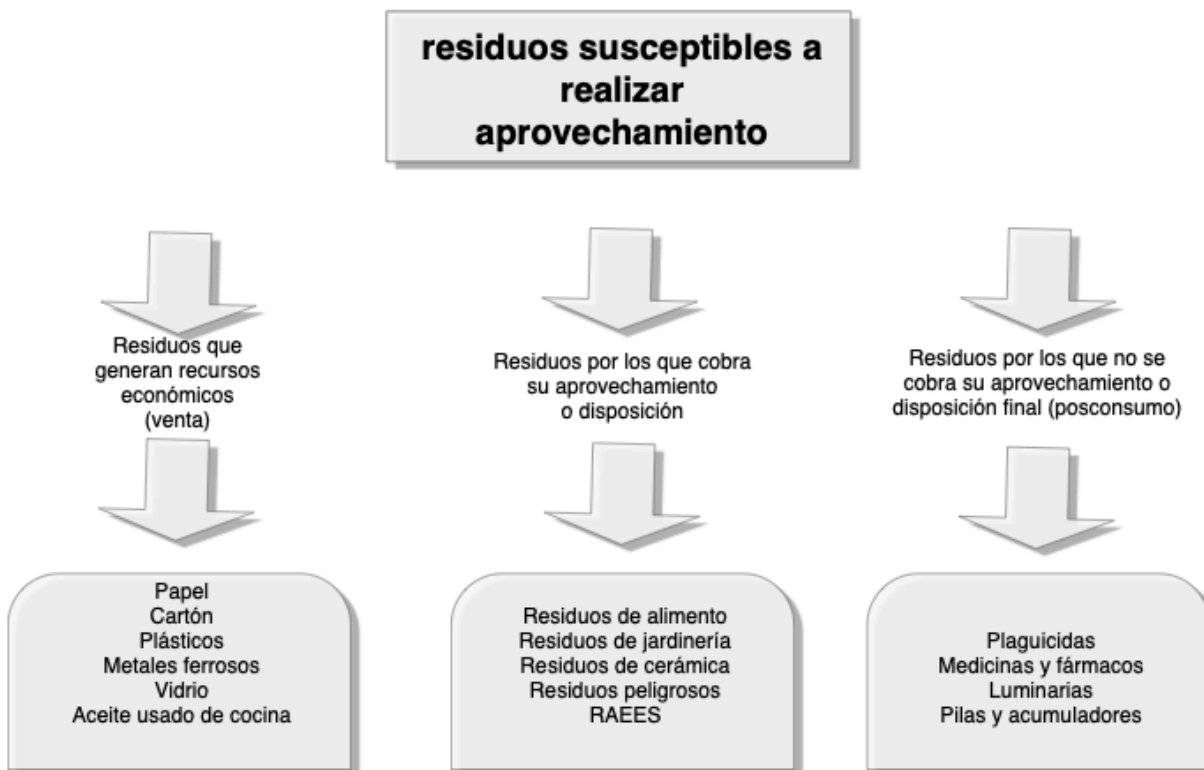 residuos susceptibles a
realizar
aprovechamiento
Residuos que
generan recursos
económicos
(venta)
Residuos por los que cobra
su aprovechamiento
o disposición
Residuos por los que no se
cobra su aprovechamiento o
disposición final (posconsumo)
Papel
Cartón
Plásticos
Metales ferrosos
Vidrio
Aceite usado de cocina
Residuos de alimento
Residuos de jardinería
Residuos de cerámica
Residuos peligrosos
RAEES
Plaguicidas
Medicinas y fármacos
Luminarias
Pilas y acumuladores